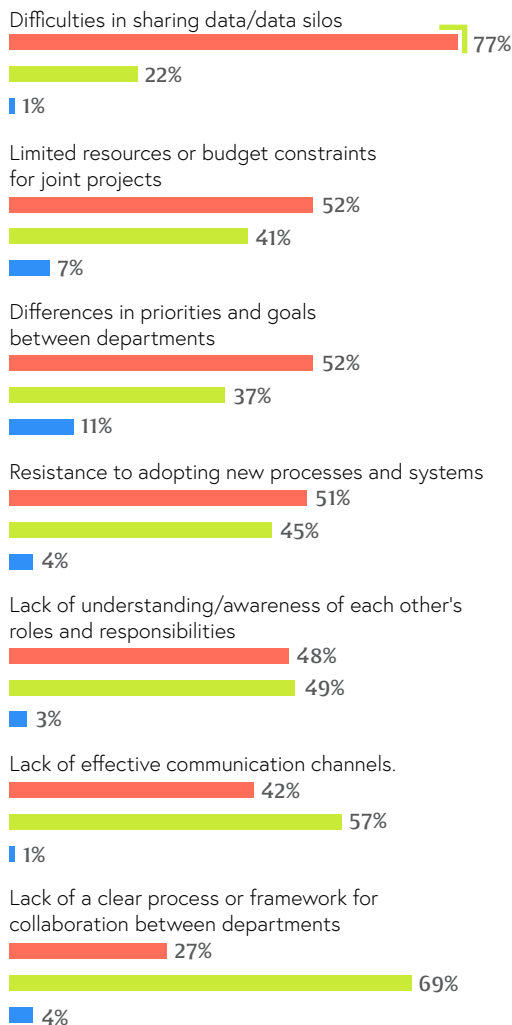 Difficulties in sharing data/data silos
77%
22%
1%
Limited resources or budget constraints
for joint projects
52%
41%
7%
Differences in priorities and goals
between departments
52%
37%
11%
Resistance to adopting new processes and systems
51%
45%
4%
Lack of understanding/awareness of each other's
roles and responsibilities
48%
49%
3%
Lack of effective communication channels.
42%
57%
1%
Lack of a clear process or framework for
collaboration between departments
27%
69%
4%